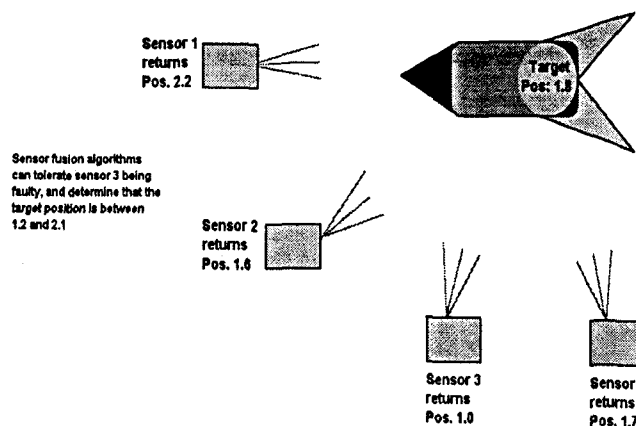 Sensor 1
returns
Pos. 2.2
Target
Pos: 1.8
Sensor fusion algorithms
can tolerate sensor 3 being
faulty, and determine that the
target position is between
1.2 and 2.1
Sensor 2
returns
Pos. 1.6
Sensor 3
returns
Pos. 1.0
Sensor
returns
Pos. 1.7